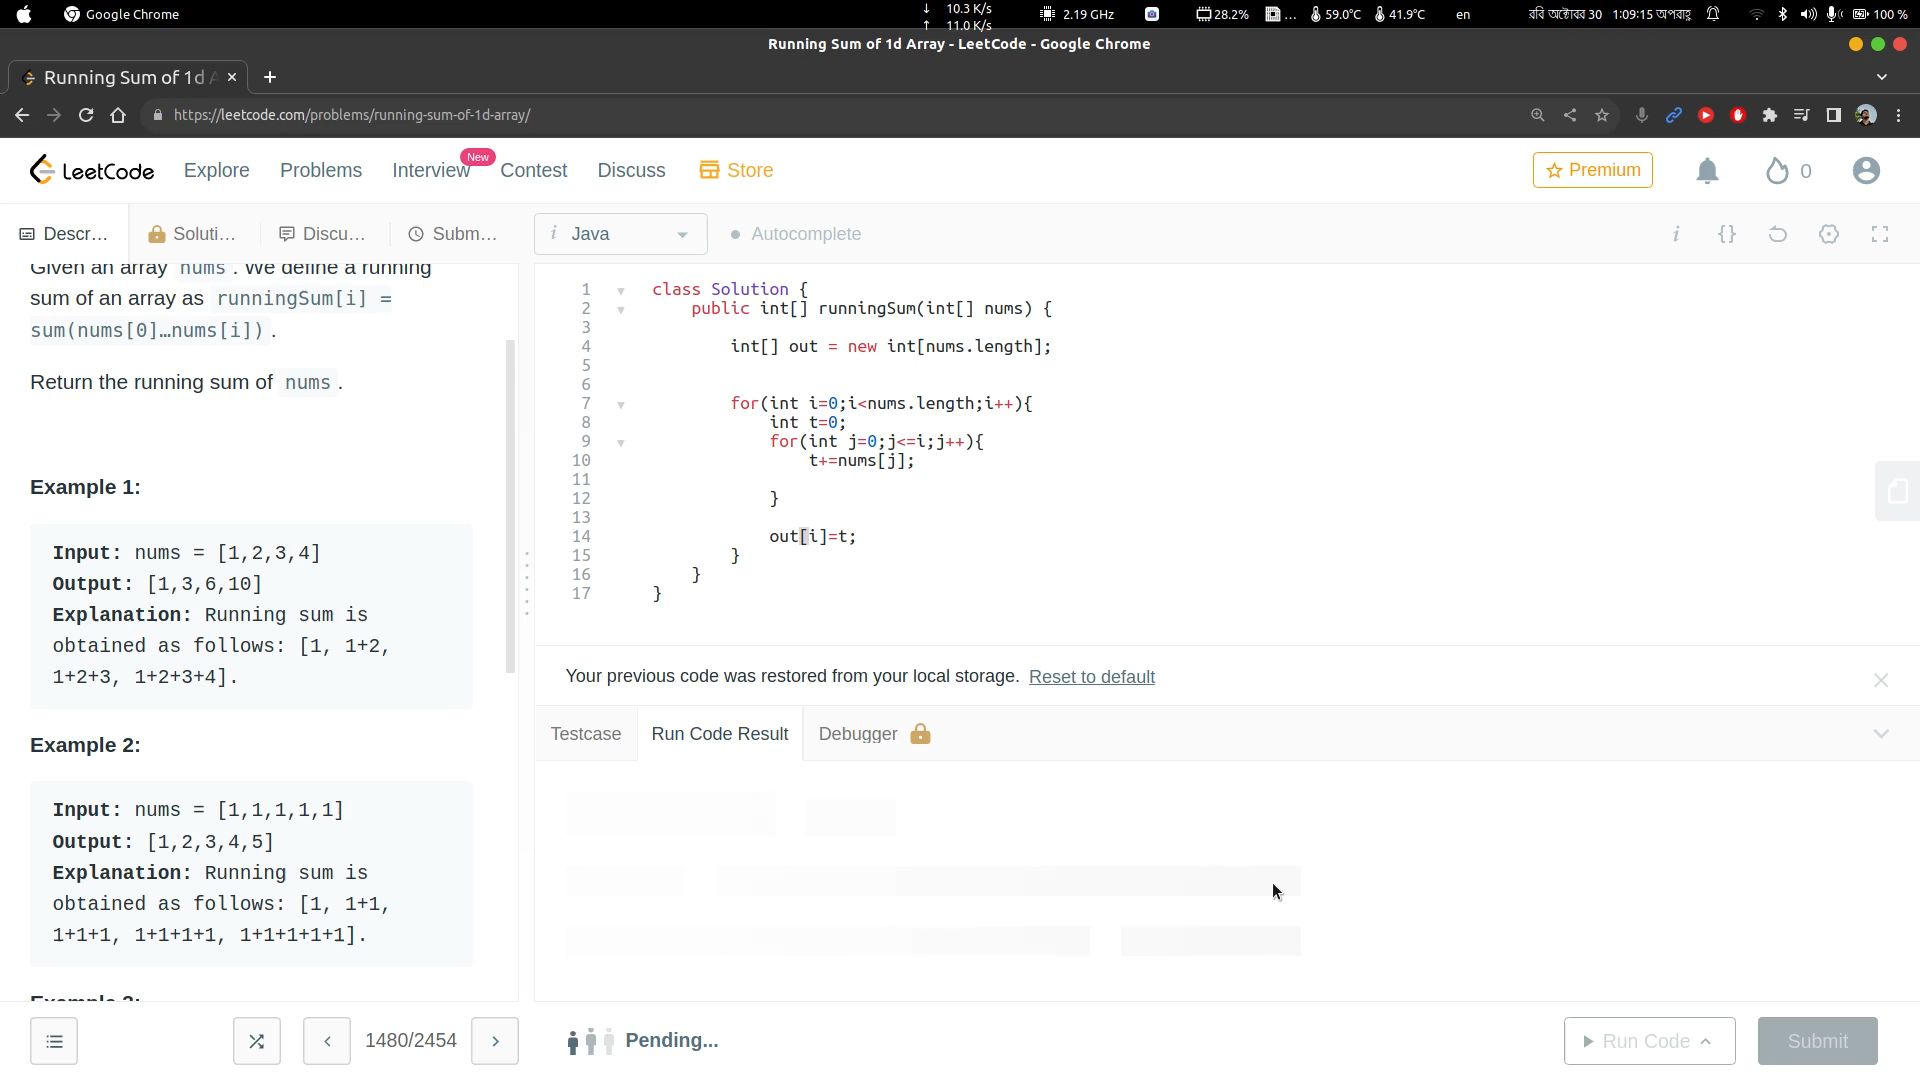 Google Chrome
↓ 10.3 K/s
↑ 11.0 K/s
2.19 GHz
28.2%
...
59.0°C
41.9°C
en
রবি অক্টোবর 30 1:09:15 অপরাহ্ণ
100 %
Running Sum of 1d Array - LeetCode - Google Chrome
Running Sum of 1d A
https://leetcode.com/problems/running-sum-of-1d-array/
LeetCode
Explore
Problems
Interview
New
Contest
Discuss
Store
Premium
0
Descr...
Soluti...
Discu...
Subm...
i Java
Autocomplete
i
{}
Given an array nums. We define a running
sum of an array as runningSum[i] =
sum(nums[0]…nums[i]).
Return the running sum of nums.
Example 1:
Input: nums = [1,2,3,4]
Output: [1,3,6,10]
Explanation: Running sum is
obtained as follows: [1, 1+2,
1+2+3, 1+2+3+4].
Example 2:
Input: nums = [1,1,1,1,1]
Output: [1,2,3,4,5]
Explanation: Running sum is
obtained as follows: [1, 1+1,
1+1+1, 1+1+1+1, 1+1+1+1+1].
1 class Solution {
2 public int[] runningSum(int[] nums) {
3
4 int[] out = new int[nums.length];
5
6
7 for(int i=0;i<nums.length;i++){
8 int t=0;
9 for(int j=0;j<=i;j++){
10 t+=nums[j];
11
12 }
13
14 out[i]=t;
15 }
16 }
17 }
Your previous code was restored from your local storage. Reset to default
Testcase
Run Code Result
Debugger
1480/2454
Pending...
Run Code
Submit